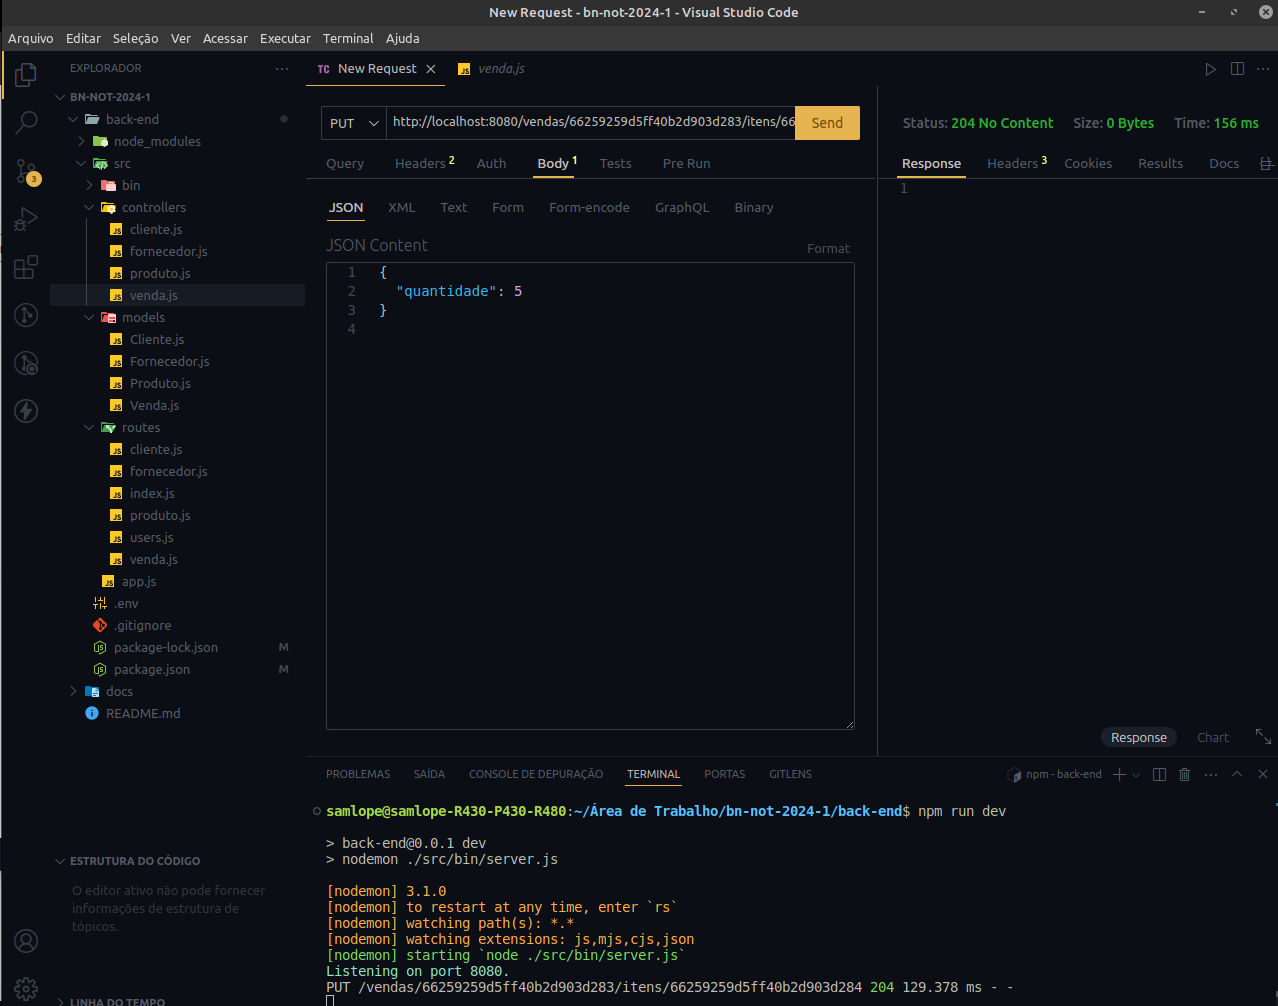 New Request - bn-not-2024-1 - Visual Studio Code
Arquivo Editar Seleção Ver Acessar Executar Terminal Ajuda
EXPLORADOR
BN-NOT-2024-1
back-end
node_modules
src
bin
controllers
cliente.js
fornecedor.js
produto.js
venda.js
models
Cliente.js
Fornecedor.js
Produto.js
Venda.js
routes
cliente.js
fornecedor.js
index.js
produto.js
users.js
venda.js
app.js
.env
.gitignore
package-lock.json M
package.json M
docs
README.md
3
ESTRUTURA DO CÓDIGO
O editor ativo não pode fornecer
informações de estrutura de
tópicos.
LINHA DO TEMPO
TC New Request JS venda.js
PUT http://localhost:8080/vendas/66259259d5ff40b2d903d283/itens/66 Send
Query Headers 2 Auth Body 1 Tests Pre Run
JSON XML Text Form Form-encode GraphQL Binary
JSON Content Format
1 {
2 "quantidade": 5
3 }
4
Status: 204 No Content Size: 0 Bytes Time: 156 ms
Response Headers 3 Cookies Results Docs
1
Response Chart
PROBLEMAS SAÍDA CONSOLE DE DEPURAÇÃO TERMINAL PORTAS GITLENS npm - back-end
samlope@samlope-R430-P430-R480:~/Área de Trabalho/bn-not-2024-1/back-end$ npm run dev
> back-end@0.0.1 dev
> nodemon ./src/bin/server.js
[nodemon] 3.1.0
[nodemon] to restart at any time, enter `rs`
[nodemon] watching path(s): *.*
[nodemon] watching extensions: js,mjs,cjs,json
[nodemon] starting `node ./src/bin/server.js`
Listening on port 8080.
PUT /vendas/66259259d5ff40b2d903d283/itens/66259259d5ff40b2d903d284 204 129.378 ms - -